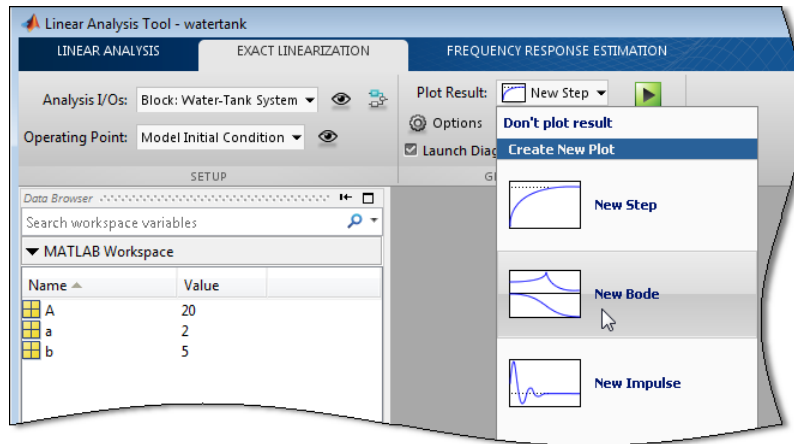 Linear Analysis Tool - watertank
LINEAR ANALYSIS EXACT LINEARIZATION FREQUENCY RESPONSE ESTIMATION
Analysis I/Os: Block: Water-Tank System
Operating Point: Model Initial Condition
SETUP
Plot Result: New Step
Options
Launch Diag
Don't plot result
Create New Plot
New Step
New Bode
New Impulse
Data Browser
Search workspace variables
MATLAB Workspace
Name Value
A 20
a 2
b 5